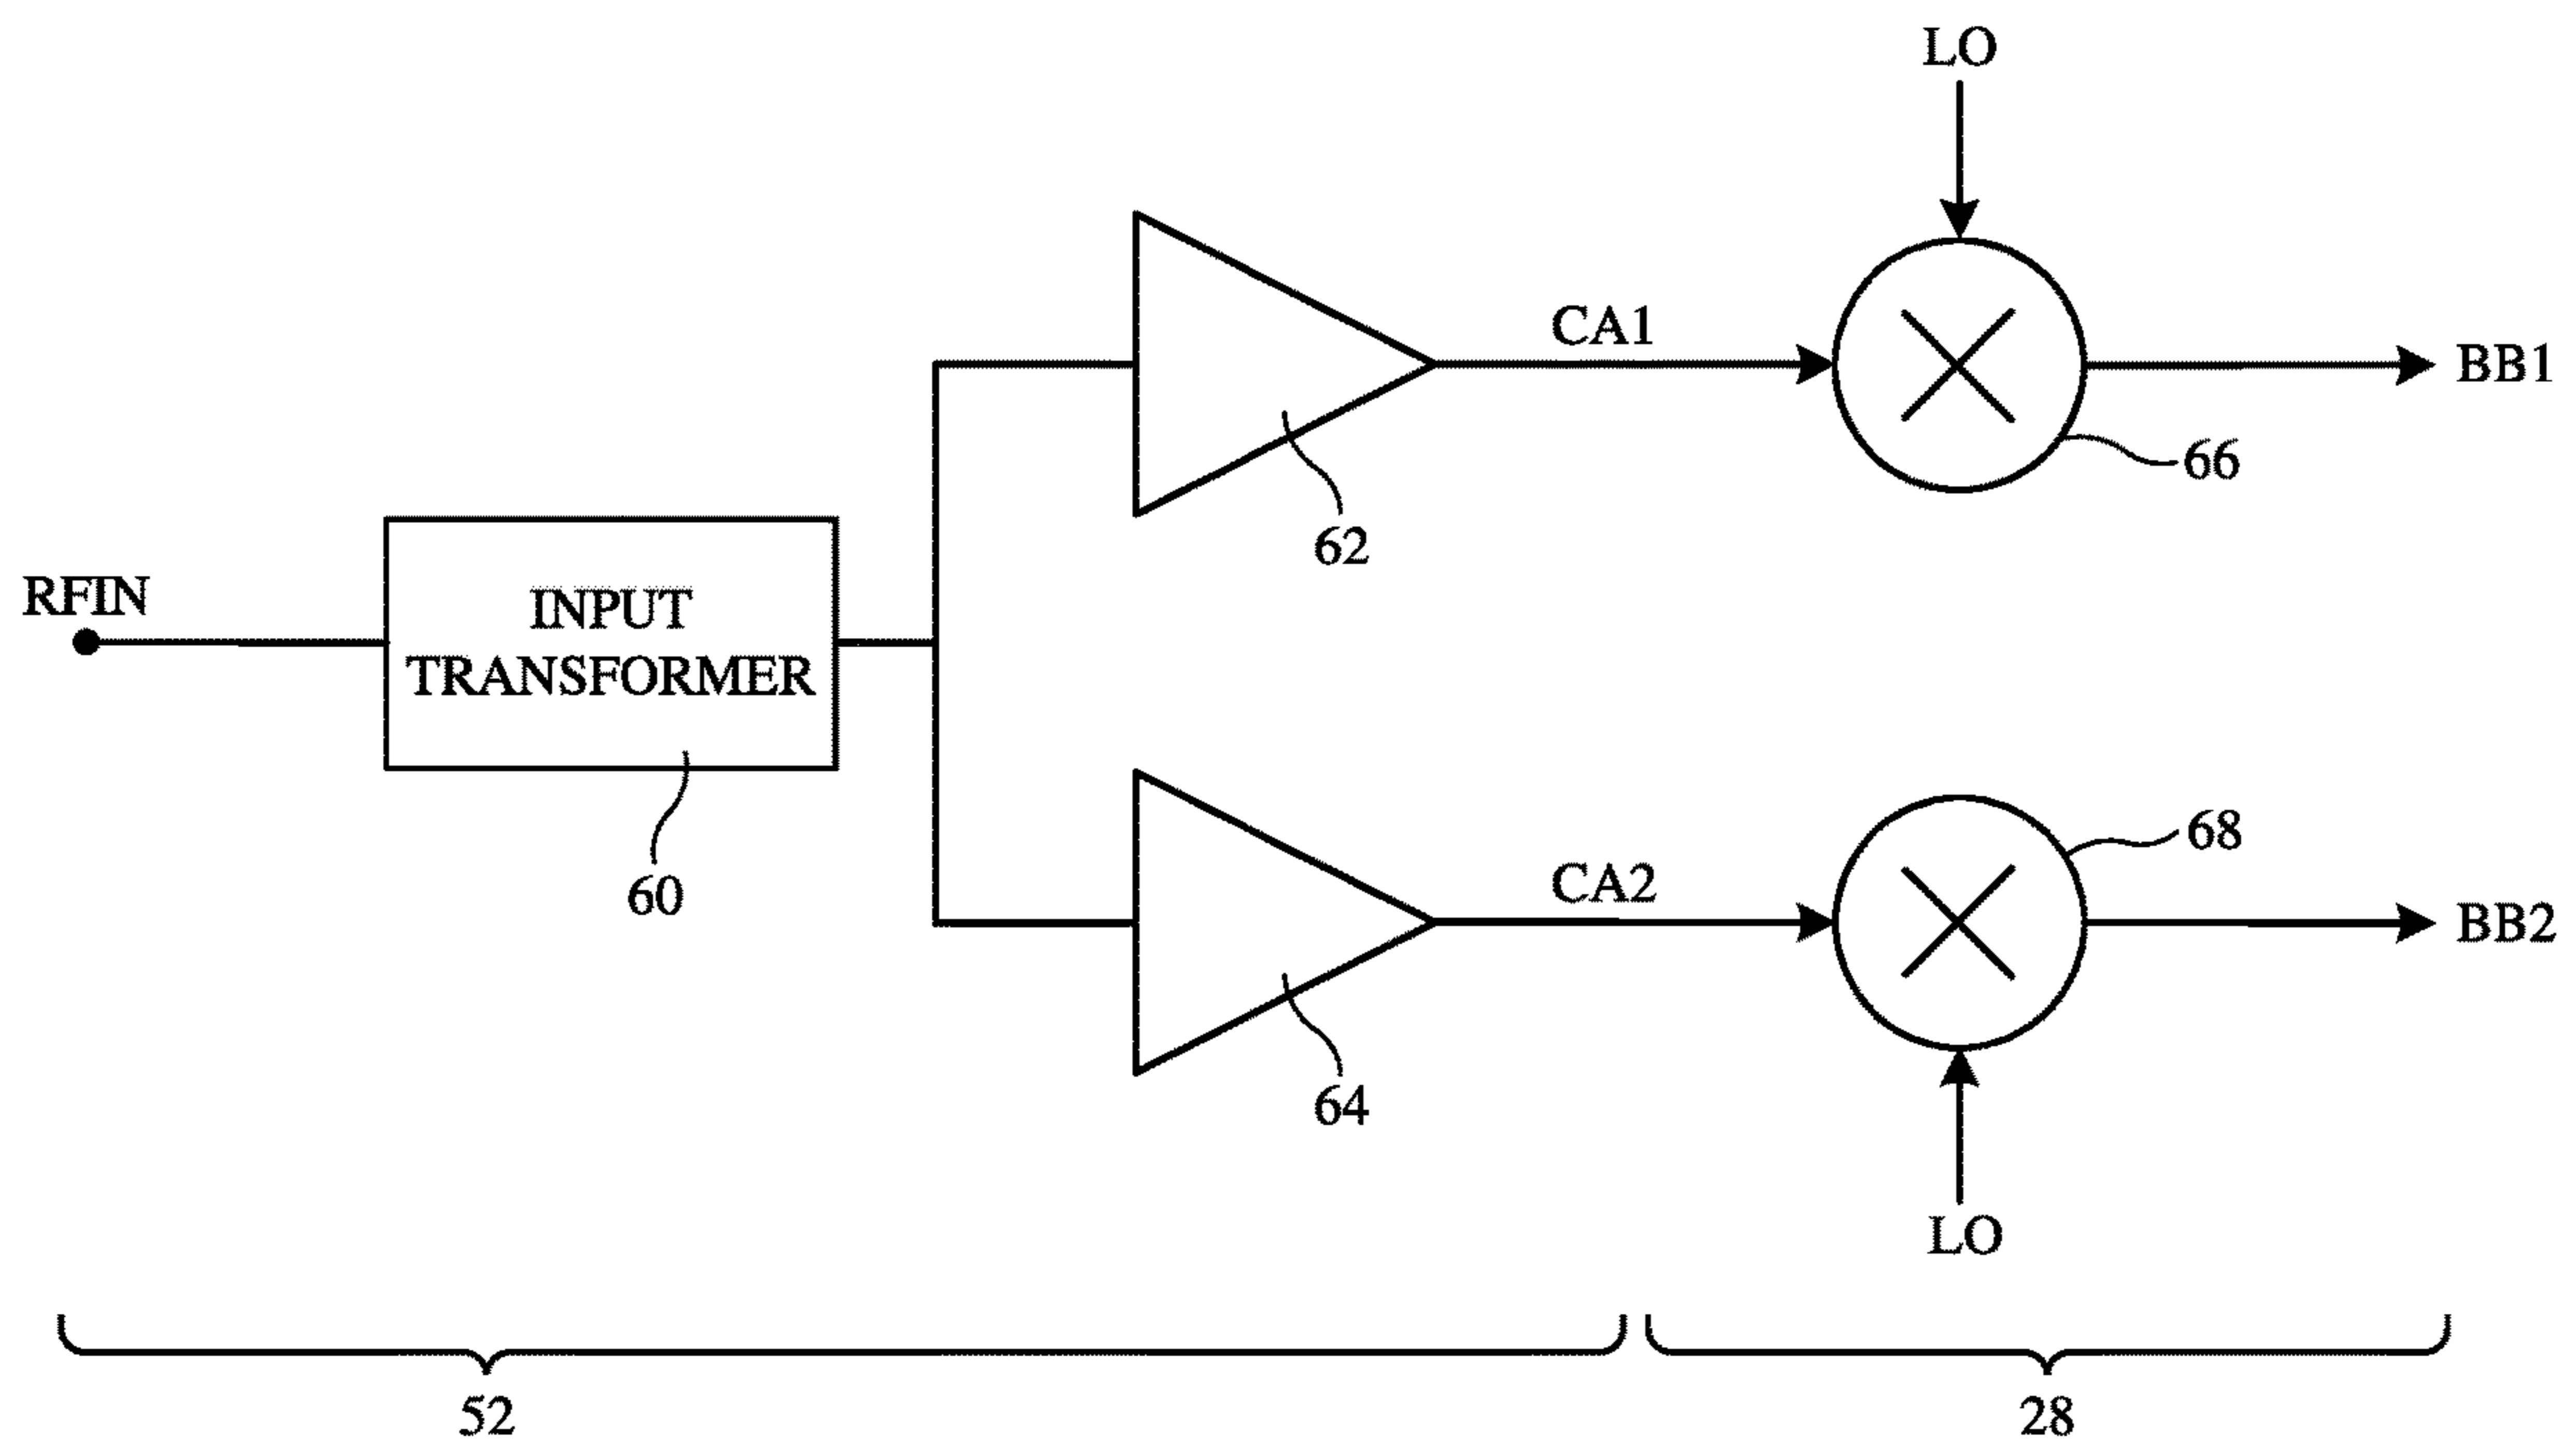 LO
CA1
BB1
66
62
RFIN
INPUT
TRANSFORMER
60
CA2
68
BB2
64
LO
52
28